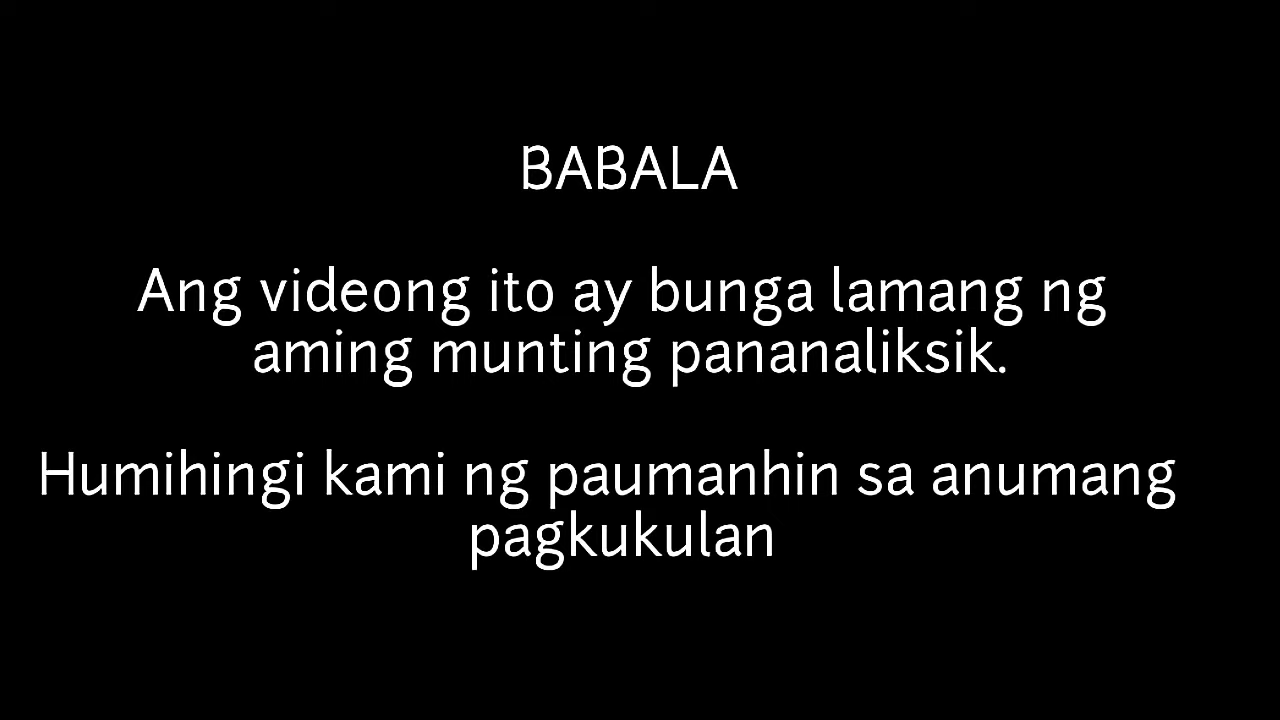 BABALA
Ang videong ito ay bunga lamang ng
aming munting pananaliksik.
Humihingi kami ng paumanhin sa anumang
pagkukulan